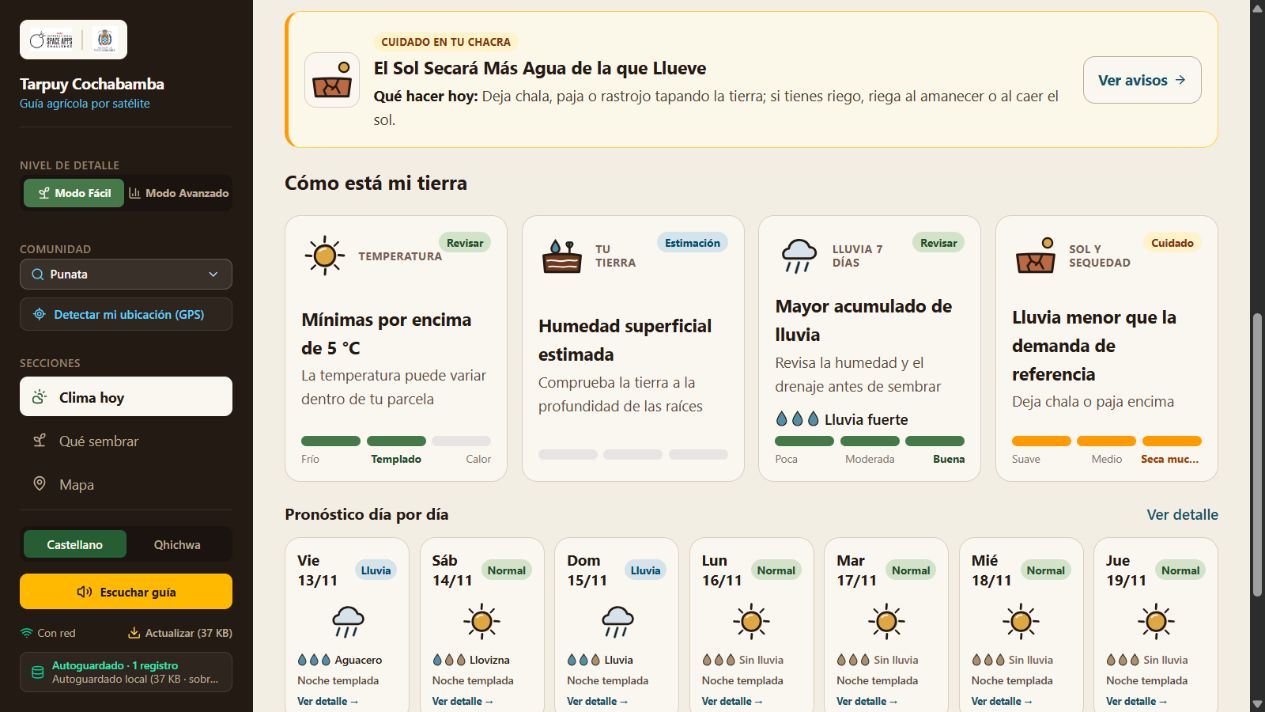 SPACE APPS
CHALLENGE
Tarpuy Cochabamba
Guía agrícola por satélite
NIVEL DE DETALLE
Modo Fácil
Modo Avanzado
COMUNIDAD
Punata
Detectar mi ubicación (GPS)
SECCIONES
Clima hoy
Qué sembrar
Mapa
Castellano
Qhichwa
Escuchar guía
Con red
Actualizar (37 KB)
Autoguardado · 1 registro
Autoguardado local (37 KB · sobr...
CUIDADO EN TU CHACRA
El Sol Secará Más Agua de la que Llueve
Qué hacer hoy: Deja chala, paja o rastrojo tapando la tierra; si tienes riego, riega al amanecer o al caer el
sol.
Ver avisos →
Cómo está mi tierra
TEMPERATURA
Revisar
Mínimas por encima
de 5 °C
La temperatura puede variar
dentro de tu parcela
Frío
Templado
Calor
TU
TIERRA
Estimación
Humedad superficial
estimada
Comprueba la tierra a la
profundidad de las raíces
LLUVIA 7
DÍAS
Revisar
Mayor acumulado de
lluvia
Revisa la humedad y el
drenaje antes de sembrar
Lluvia fuerte
Poca
Moderada
Buena
SOL Y
SEQUEDAD
Cuidado
Lluvia menor que la
demanda de
referencia
Deja chala o paja encima
Suave
Medio
Seca muc...
Pronóstico día por día
Ver detalle
Vie
13/11
Lluvia
Aguacero
Noche templada
Ver detalle →
Sáb
14/11
Normal
Llovizna
Noche templada
Ver detalle →
Dom
15/11
Lluvia
Lluvia
Noche templada
Ver detalle →
Lun
16/11
Normal
Sin lluvia
Noche templada
Ver detalle →
Mar
17/11
Normal
Sin lluvia
Noche templada
Ver detalle →
Mié
18/11
Normal
Sin lluvia
Noche templada
Ver detalle →
Jue
19/11
Normal
Sin lluvia
Noche templada
Ver detalle →